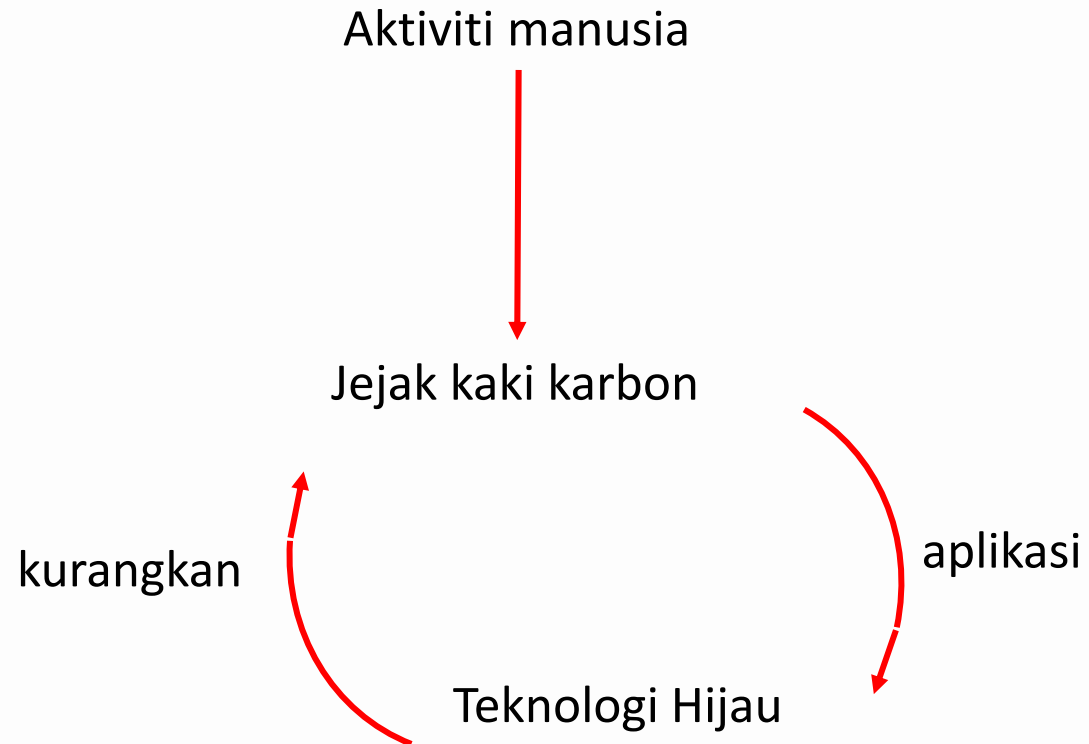 Aktiviti manusia
Jejak kaki karbon
aplikasi
kurangkan
Teknologi Hijau